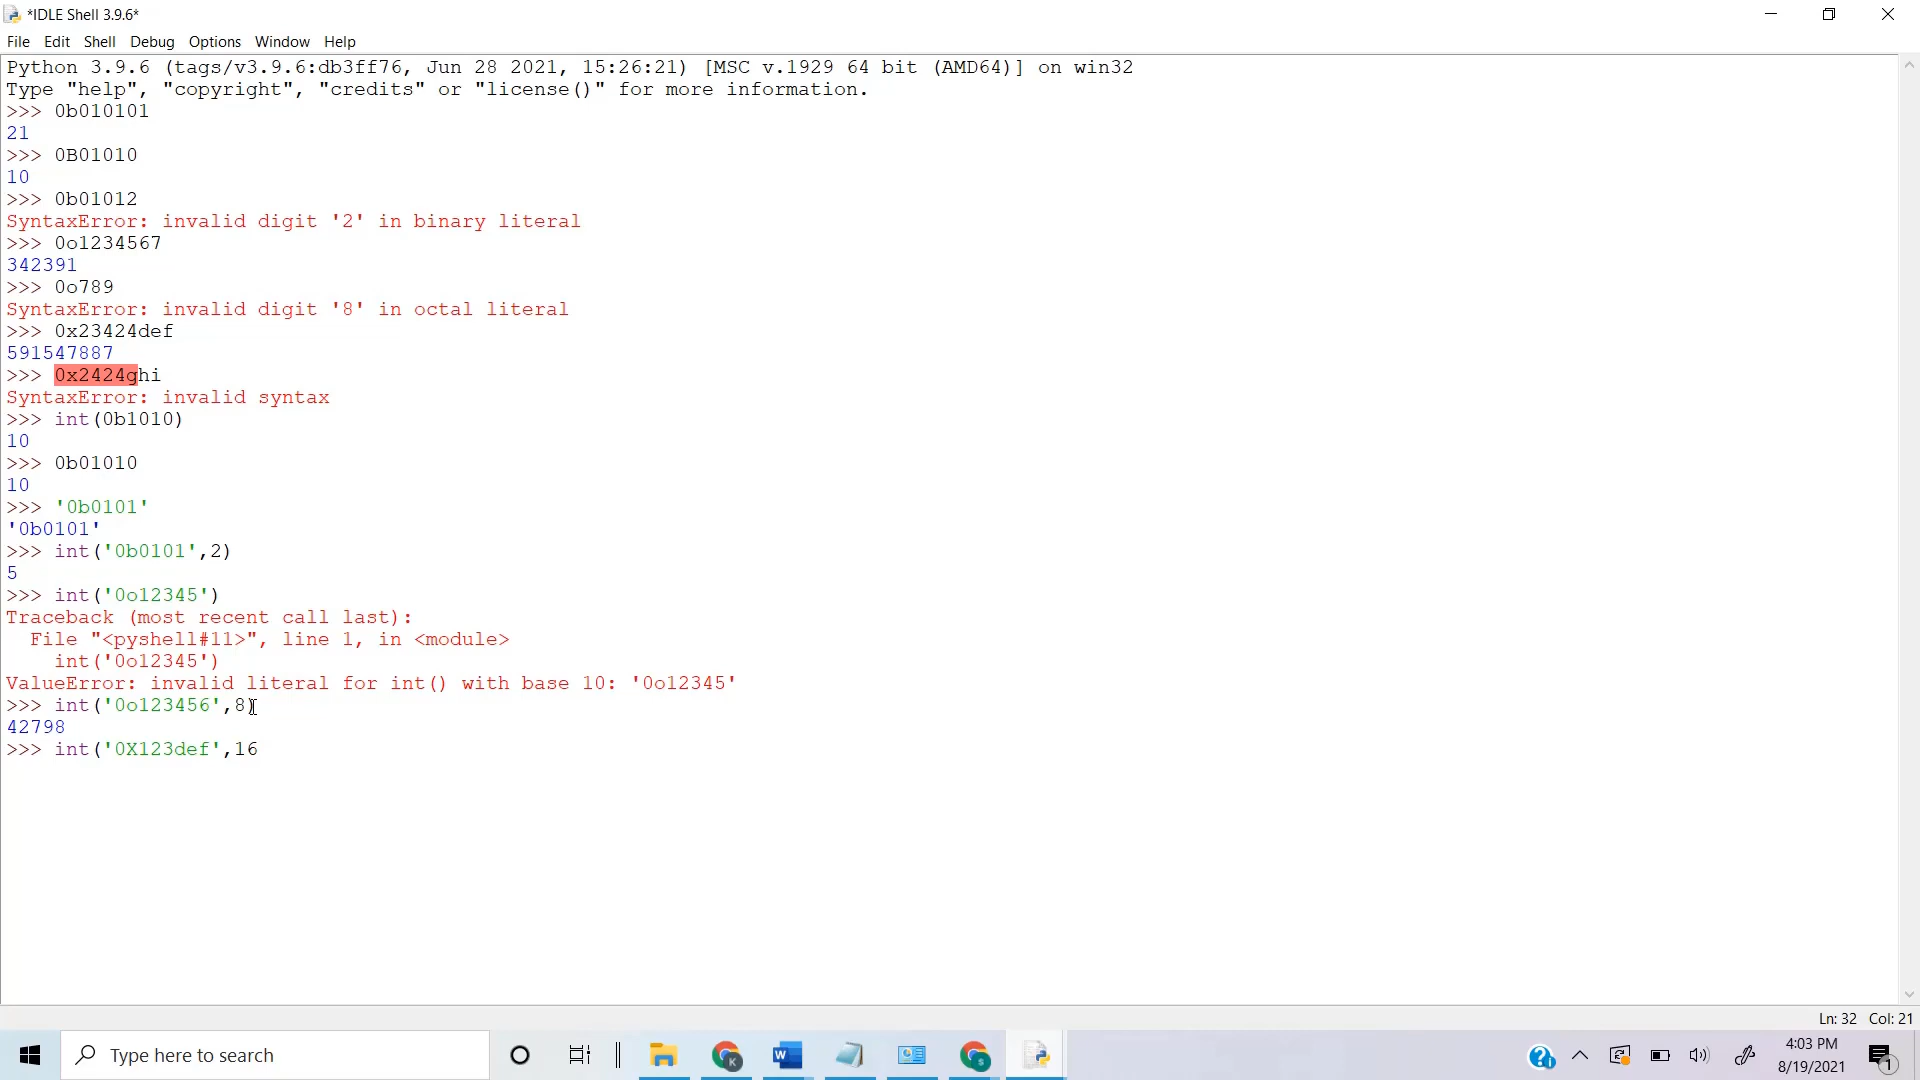 *IDLE Shell 3.9.6*
File Edit Shell Debug Options Window Help
Python 3.9.6 (tags/v3.9.6:db3ff76, Jun 28 2021, 15:26:21) [MSC v.1929 64 bit (AMD64)] on win32
Type "help", "copyright", "credits" or "license()" for more information.
>>> 0b010101
21
>>> 0B01010
10
>>> 0b01012
SyntaxError: invalid digit '2' in binary literal
>>> 0o1234567
342391
>>> 0o789
SyntaxError: invalid digit '8' in octal literal
>>> 0x23424def
591547887
>>> 0x2424ghi
SyntaxError: invalid syntax
>>> int(0b1010)
10
>>> 0b01010
10
>>> '0b0101'
'0b0101'
>>> int('0b0101',2)
5
>>> int('0o12345')
Traceback (most recent call last):
  File "<pyshell#11>", line 1, in <module>
    int('0o12345')
ValueError: invalid literal for int() with base 10: '0o12345'
>>> int('0o123456',8)
42798
>>> int('0X123def',16
Ln: 32 Col: 21
Type here to search
K
W
S
4:03 PM
8/19/2021
1